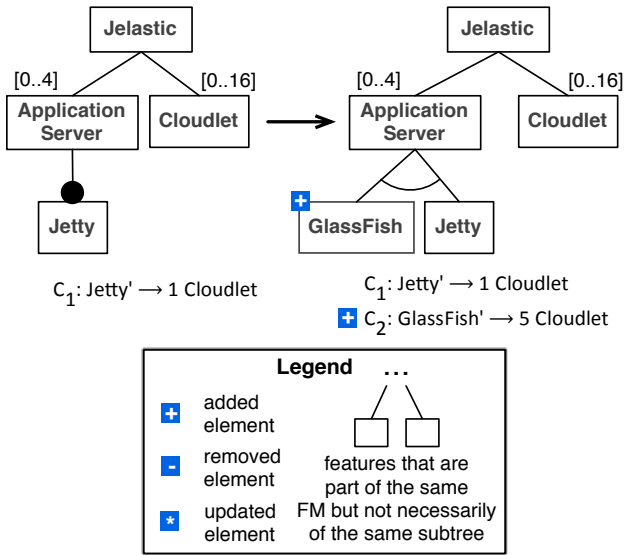 Jelastic
[0..4]
[0..16]
Application
Server
Cloudlet
Jetty
C1: Jetty' → 1 Cloudlet
Jelastic
[0..4]
[0..16]
Application
Server
Cloudlet
+
GlassFish
Jetty
C1: Jetty' → 1 Cloudlet
+ C2: GlassFish' → 5 Cloudlet
Legend
+ added
element
- removed
element
* updated
element
...
features that are
part of the same
FM but not necessarily
of the same subtree